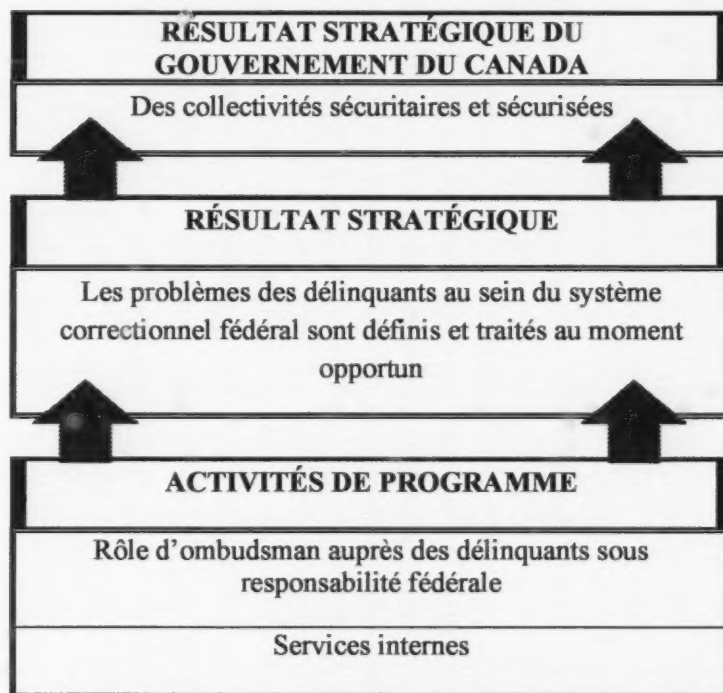 RÉSULTAT STRATÉGIQUE DU
GOUVERNEMENT DU CANADA
Des collectivités sécuritaires et sécurisées
RÉSULTAT STRATÉGIQUE
Les problèmes des délinquants au sein du système
correctionnel fédéral sont définis et traités au moment
opportun
ACTIVITÉS DE PROGRAMME
Rôle d'ombudsman auprès des délinquants sous
responsabilité fédérale
Services internes